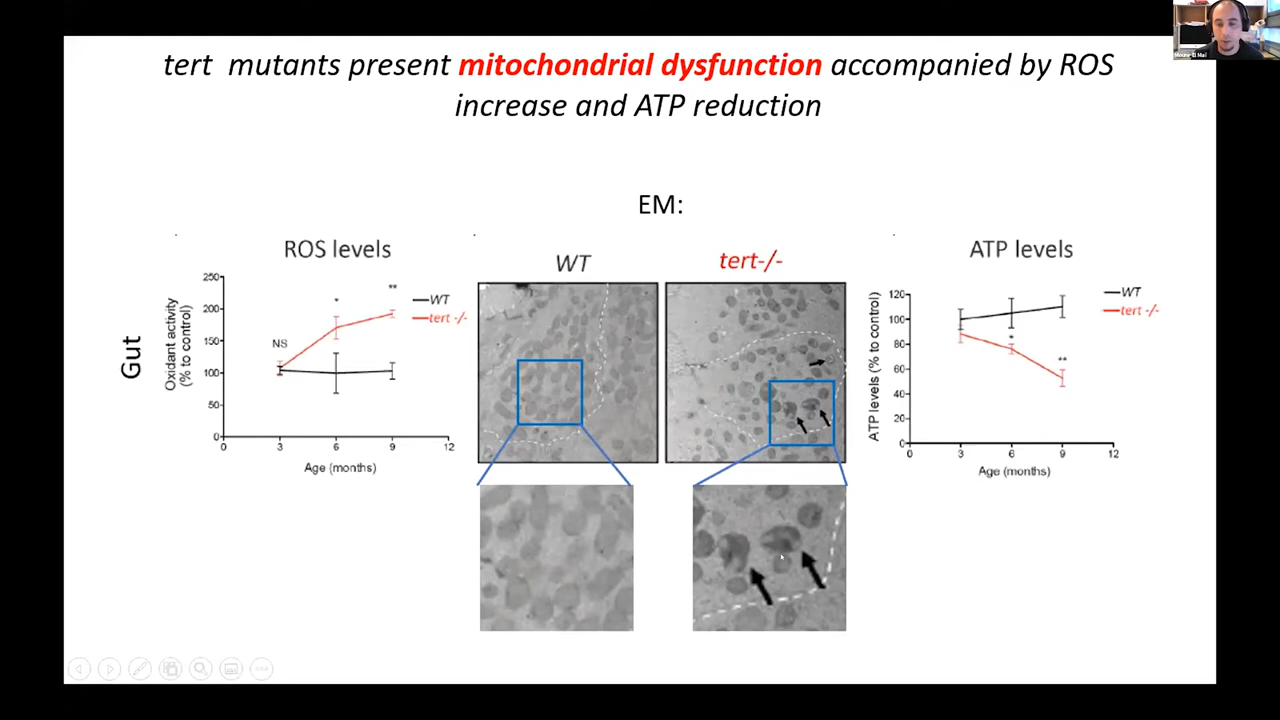 tert mutants present mitochondrial dysfunction accompanied by ROS
increase and ATP reduction
EM:
Gut
ROS levels
Oxidant activity
(% to control)
250
200
150
100
50
0
NS
*
**
WT
tert -/-
0
3
6
9
12
Age (months)
WT
tert-/-
ATP levels
ATP levels (% to control)
120
100
80
60
40
20
0
*
**
WT
tert -/-
0
3
6
9
12
Age (months)